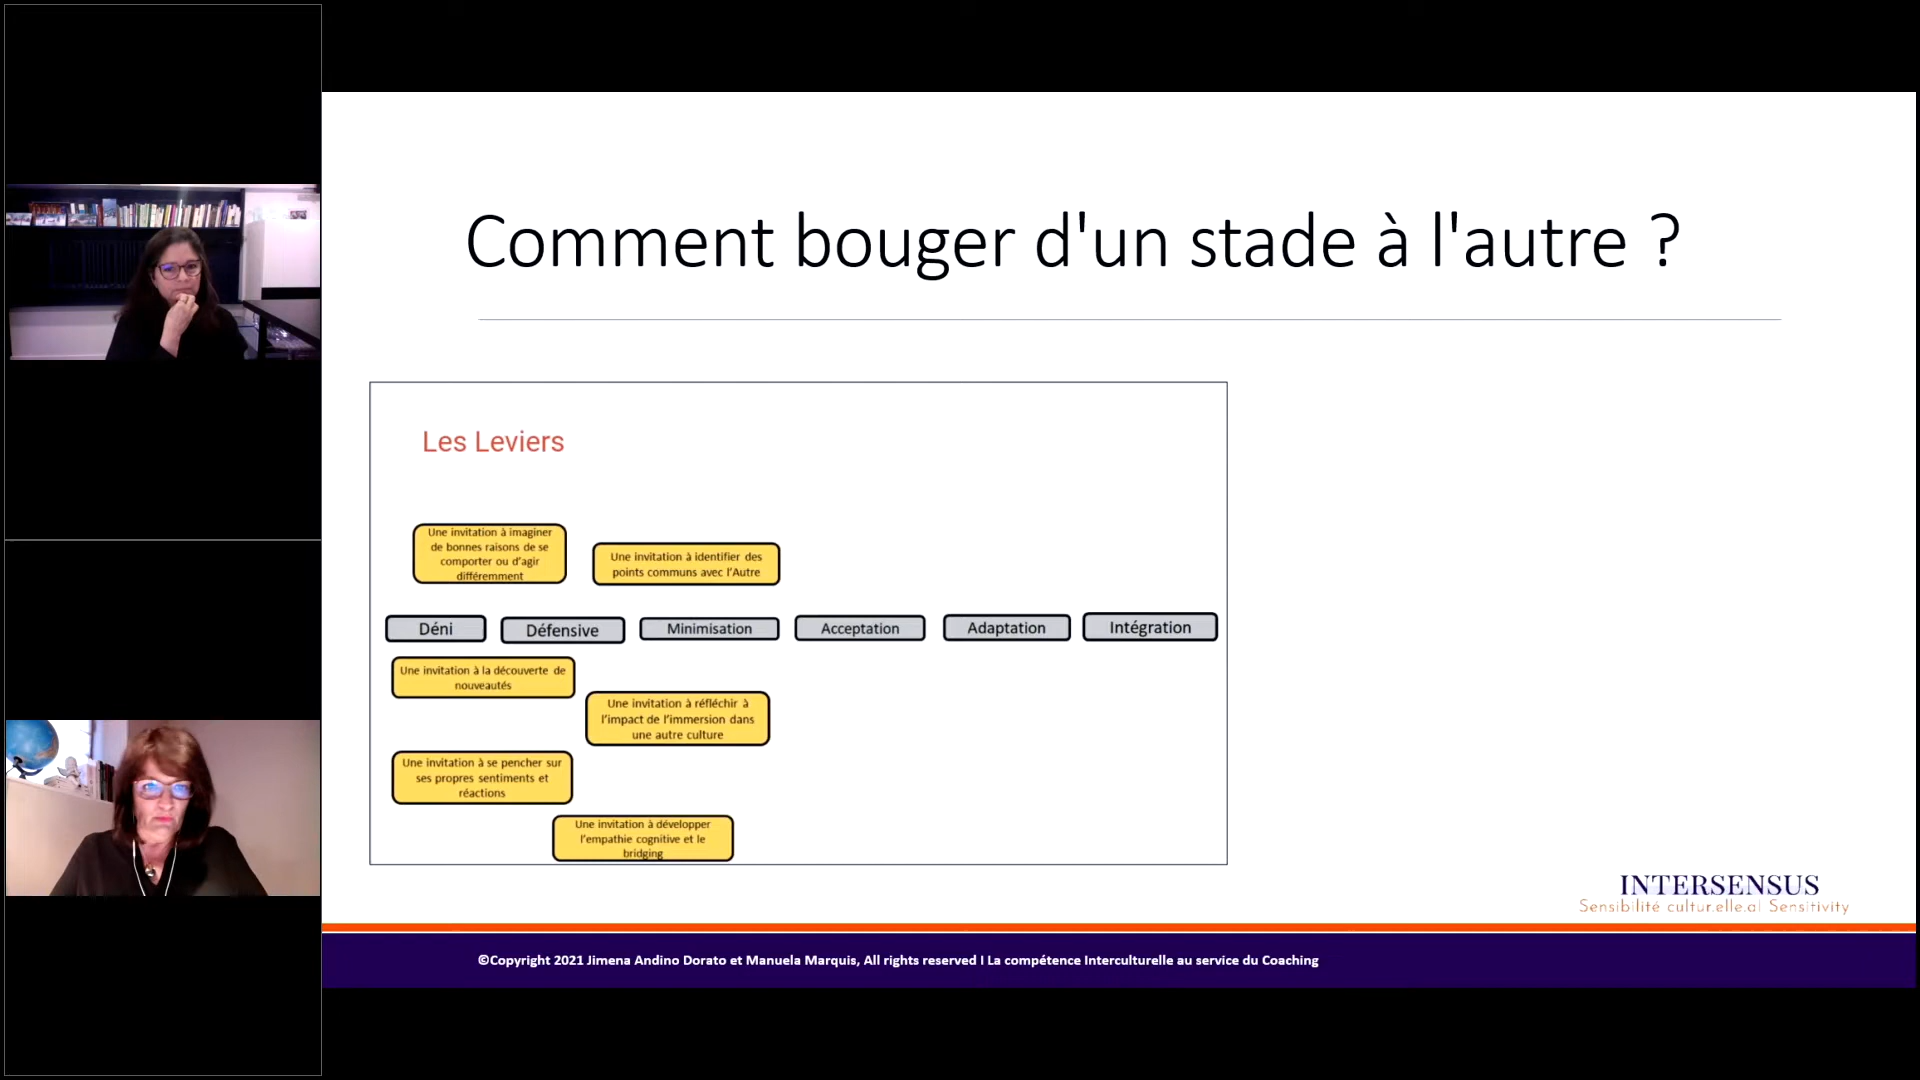 Comment bouger d'un stade à l'autre ?
Les Leviers
Une invitation à imaginer
de bonnes raisons de se
comporter ou d'agir
différemment
Une invitation à identifier des
points communs avec l'Autre
Déni
Défensive
Minimisation
Acceptation
Adaptation
Intégration
Une invitation à la découverte de
nouveautés
Une invitation à réfléchir à
l'impact de l'immersion dans
une autre culture
Une invitation à se pencher sur
ses propres sentiments et
réactions
Une invitation à développer
l'empathie cognitive et le
bridging
INTERSENSUS
Sensibilité cultur.elle.al Sensitivity
©Copyright 2021 Jimena Andino Dorato et Manuela Marquis, All rights reserved I La compétence Interculturelle au service du Coaching